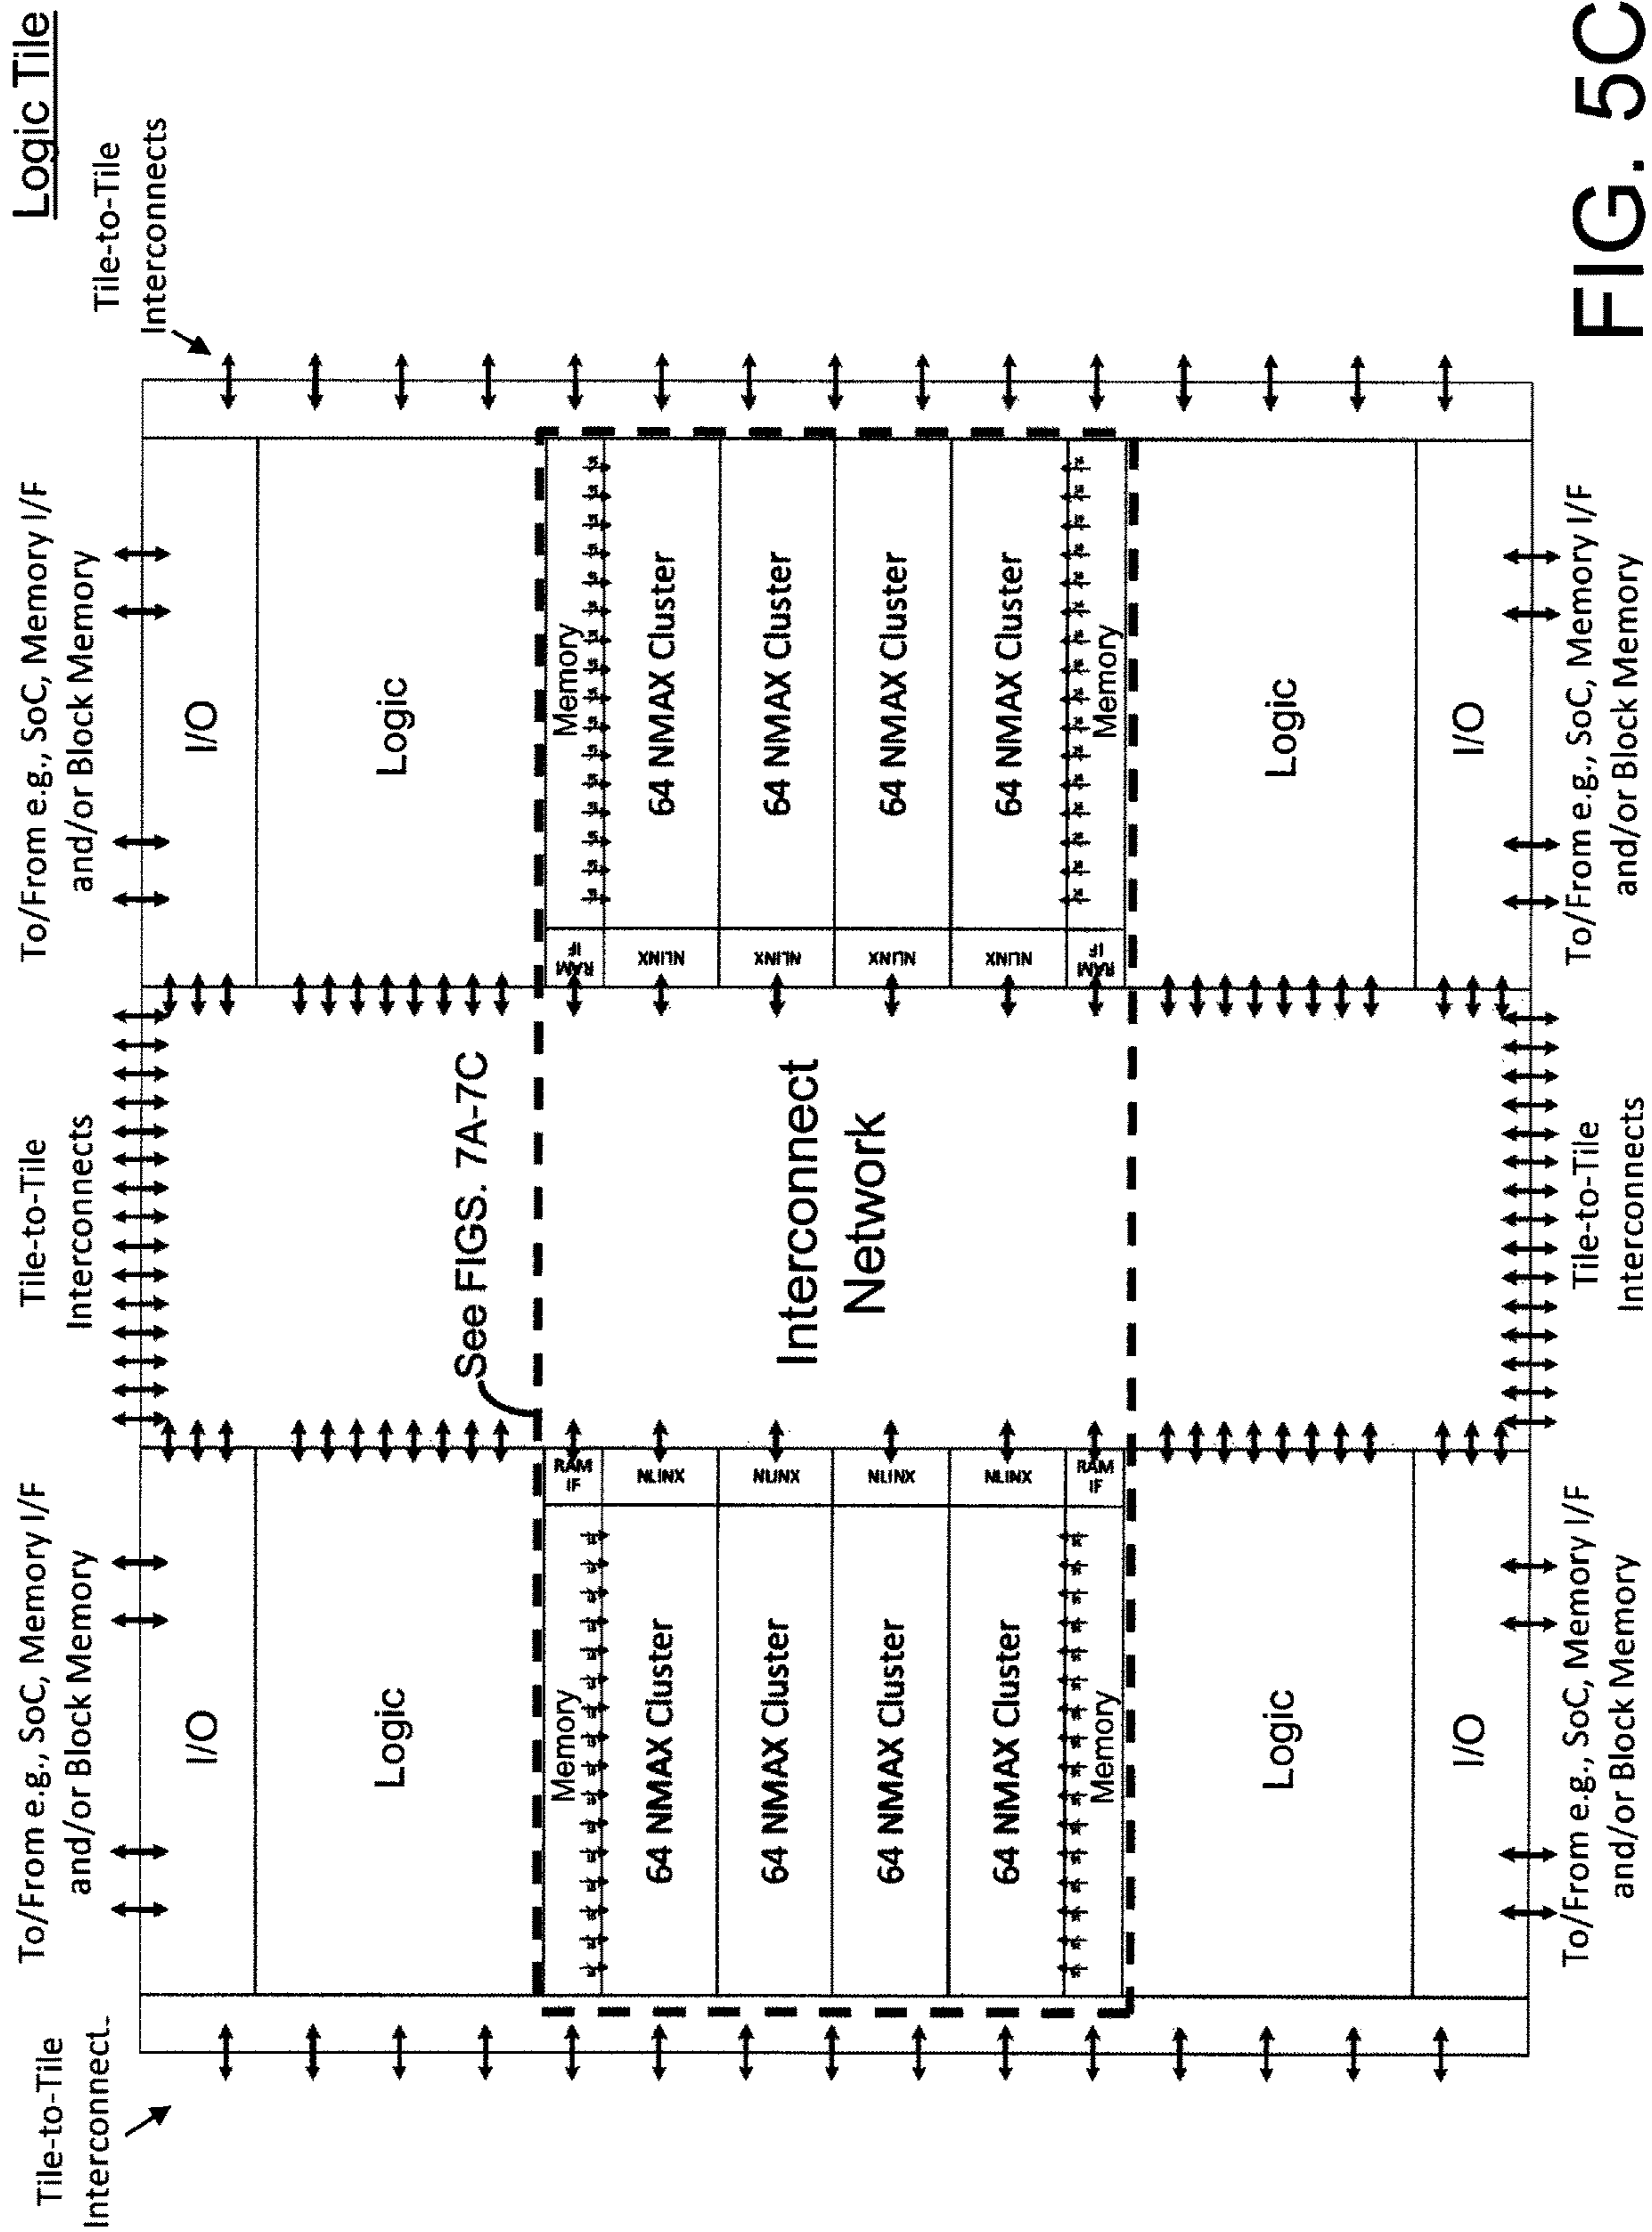 Logic Tile
Tile-to-Tile
Interconnect
To/From e.g., SoC, Memory I/F
and/or Block Memory
Tile-to-Tile
Interconnects
To/From e.g., SoC, Memory I/F
and/or Block Memory
Tile-to-Tile
Interconnects
I/O
I/O
Logic
Logic
See FIGS. 7A-7C
Memory
RAM
IF
RAM
IF
Memory
64 NMAX Cluster
NLINX
NLINX
64 NMAX Cluster
64 NMAX Cluster
NLINX
Interconnect
Network
NLINX
64 NMAX Cluster
64 NMAX Cluster
NLINX
NLINX
64 NMAX Cluster
64 NMAX Cluster
NLINX
NLINX
64 NMAX Cluster
Memory
RAM
IF
RAM
IF
Memory
Logic
Logic
I/O
I/O
To/From e.g., SoC, Memory I/F
and/or Block Memory
Tile-to-Tile
Interconnects
To/From e.g., SoC, Memory I/F
and/or Block Memory
FIG. 5C